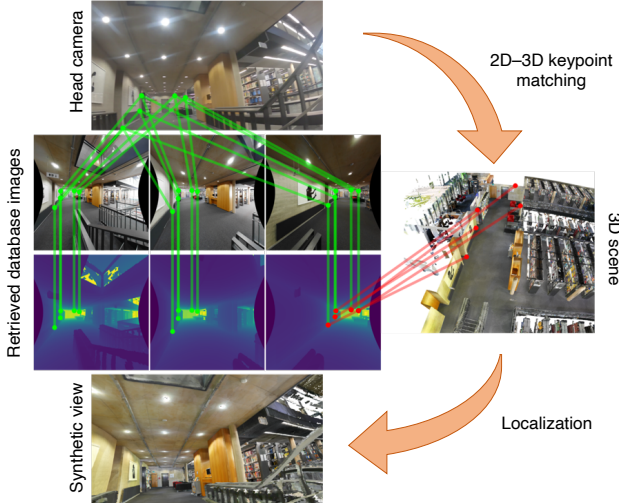 Head camera
2D–3D keypoint
matching
Retrieved database images
3D scene
Synthetic view
Localization